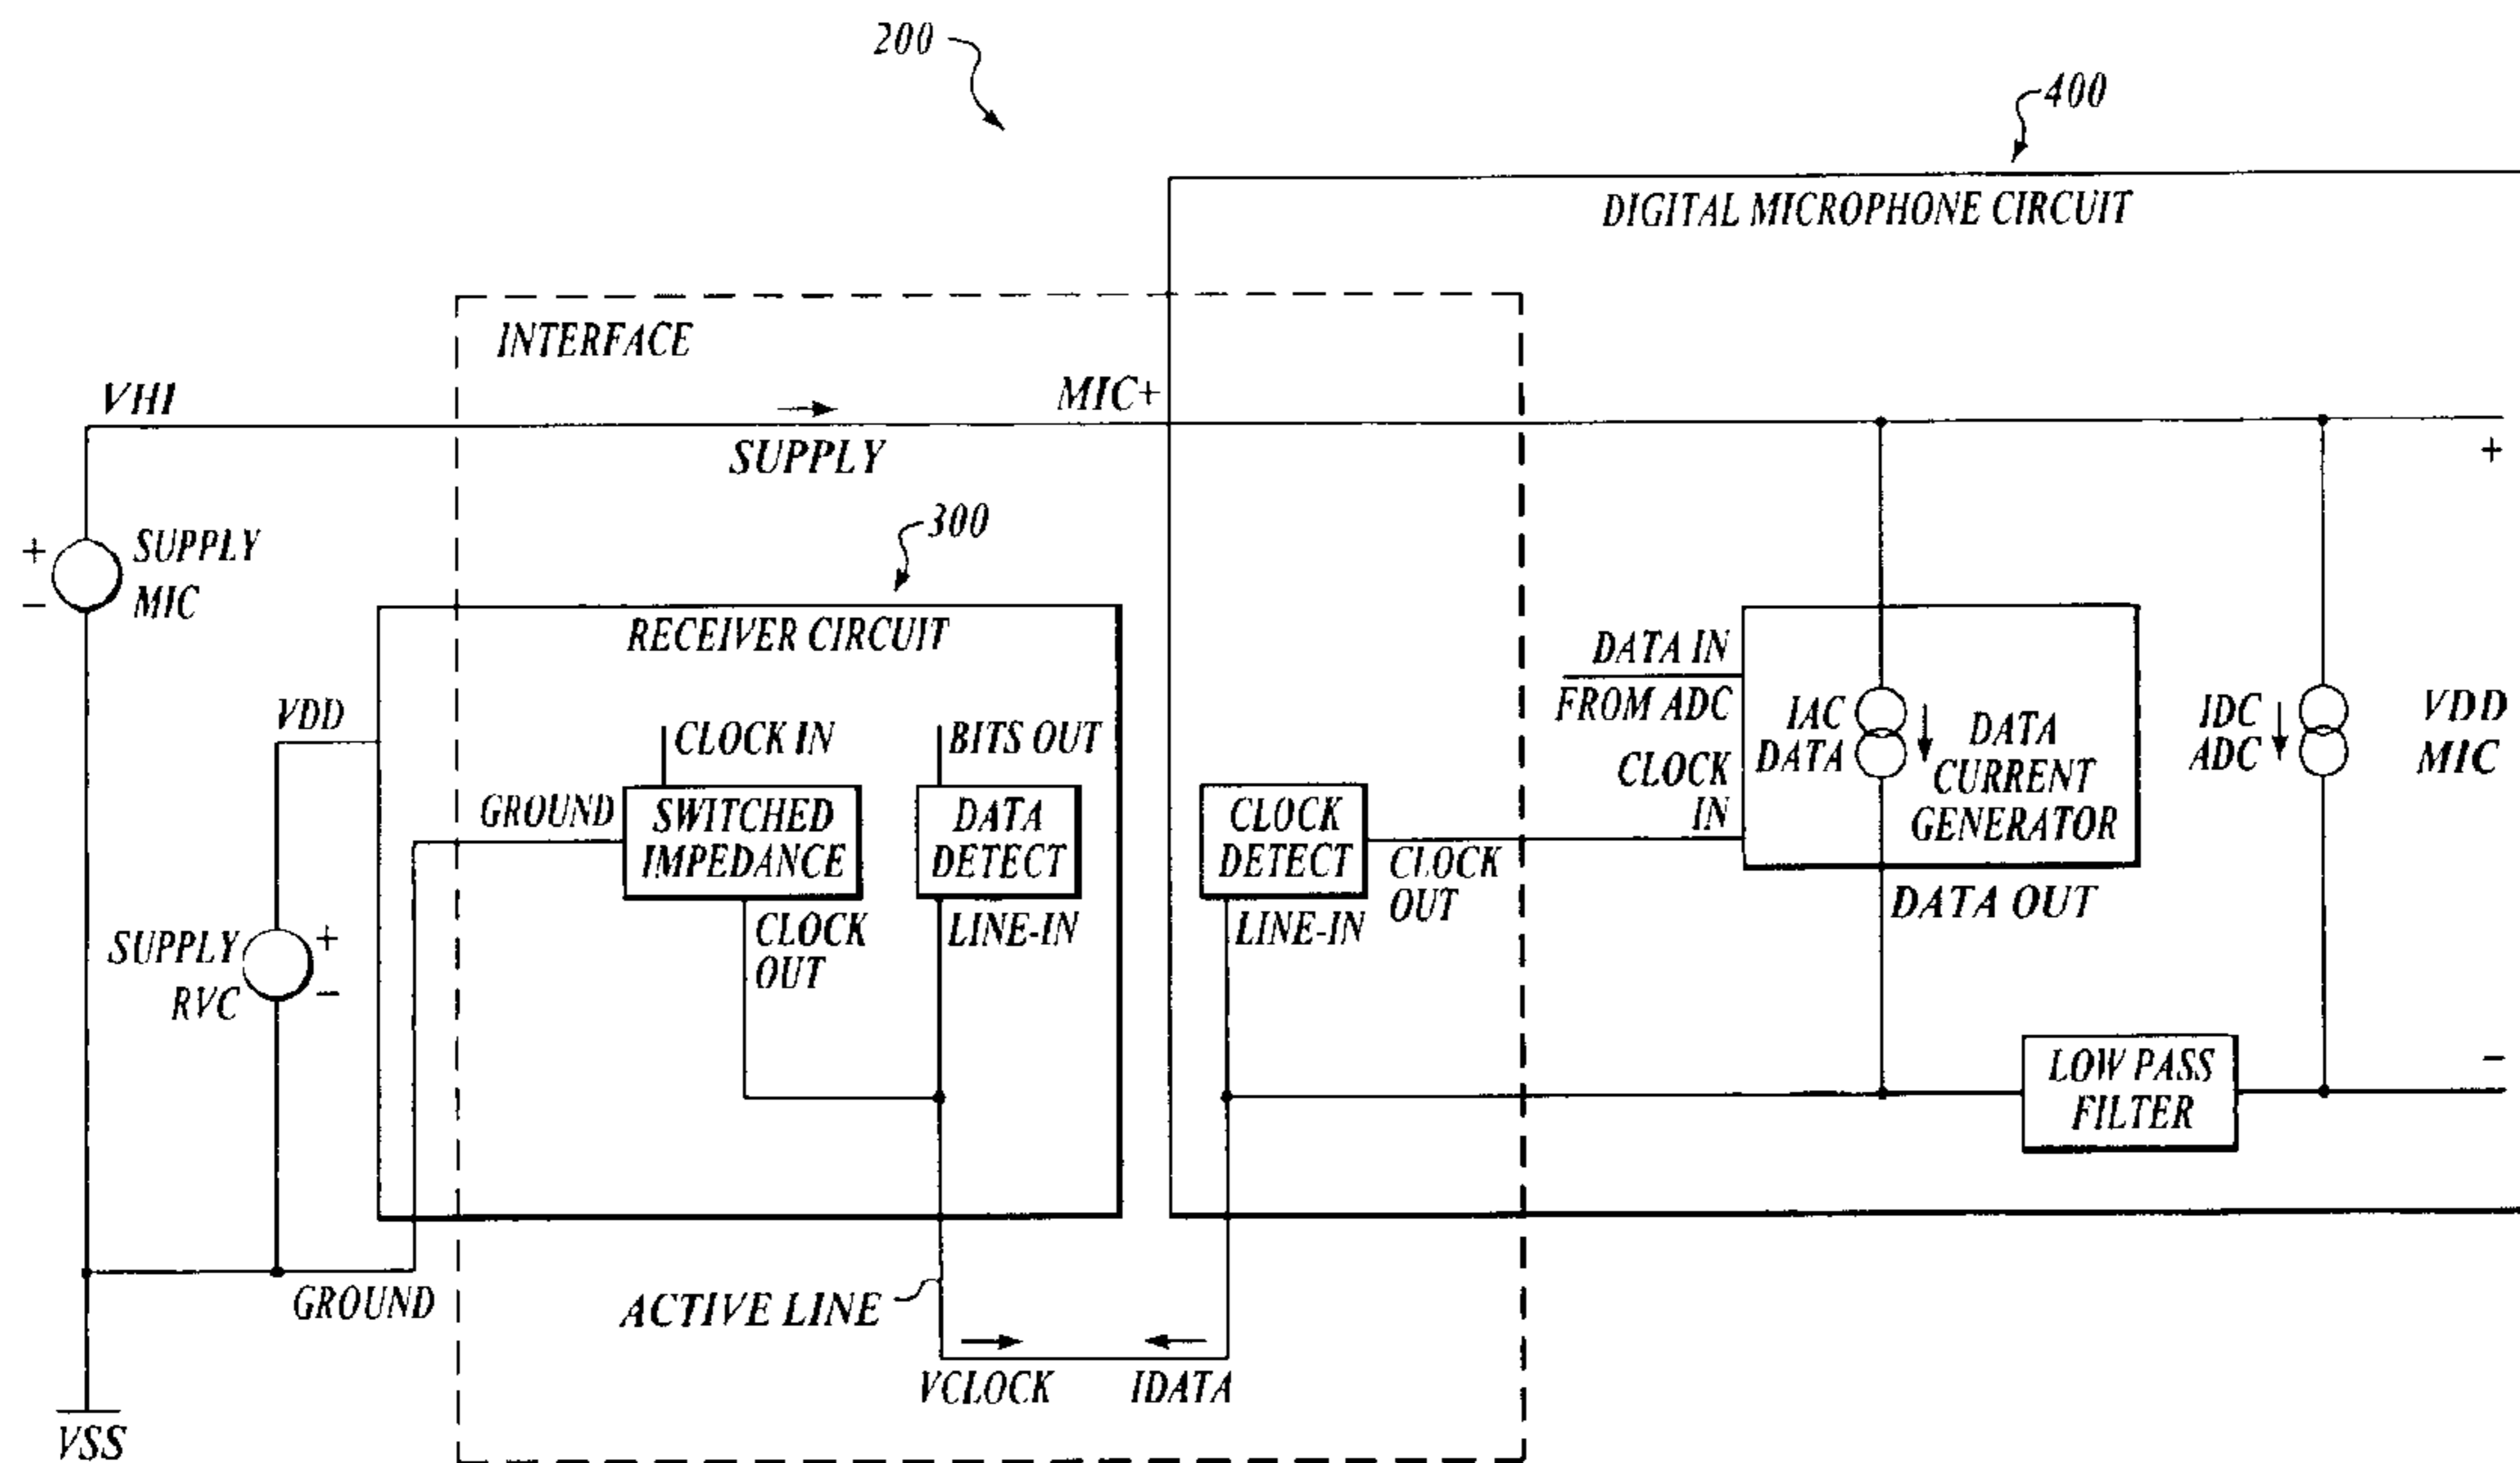 200
400
DIGITAL MICROPHONE CIRCUIT
INTERFACE
VHI
MIC+
SUPPLY
+
+
SUPPLY
MIC
−
300
RECEIVER CIRCUIT
VDD
CLOCK IN
BITS OUT
GROUND
SWITCHED
IMPEDANCE
DATA
DETECT
CLOCK
DETECT
CLOCK
OUT
LINE-IN
LINE-IN
CLOCK
OUT
DATA IN
FROM ADC
CLOCK
IN
IAC
DATA
DATA
CURRENT
GENERATOR
DATA OUT
IDC
ADC
VDD
MIC
SUPPLY
RVC
+
−
LOW PASS
FILTER
−
GROUND
ACTIVE LINE
VCLOCK
IDATA
VSS